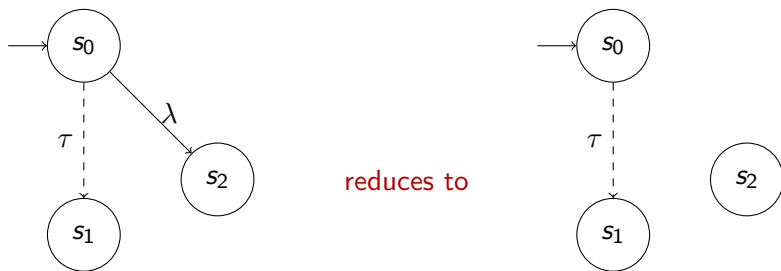 s₀ s₀
λ
τ τ
s₂ reduces to s₂
s₁ s₁